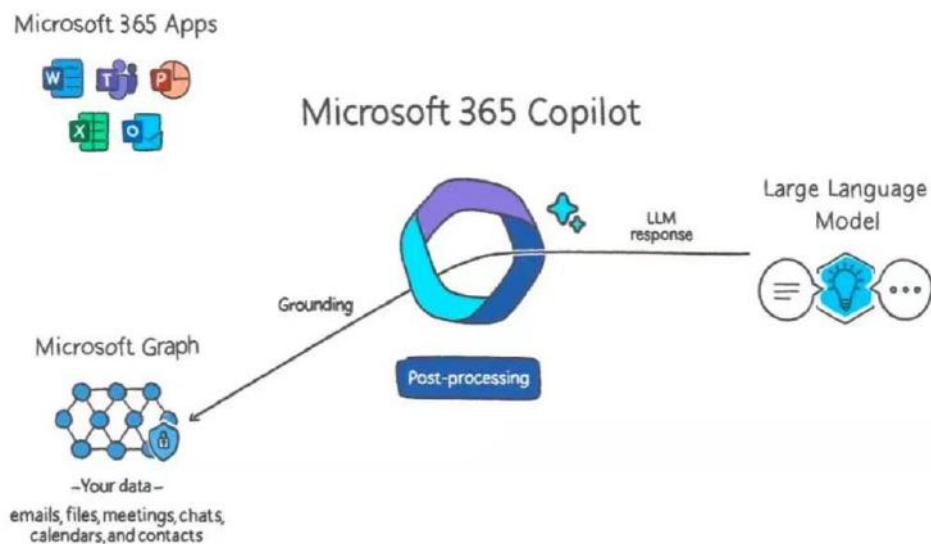 Microsoft 365 Apps
W
T
P
X
O
Microsoft 365 Copilot
Large Language
Model
LLM
response
Grounding
Microsoft Graph
Post-processing
-Your data-
emails, files, meetings, chats,
calendars, and contacts